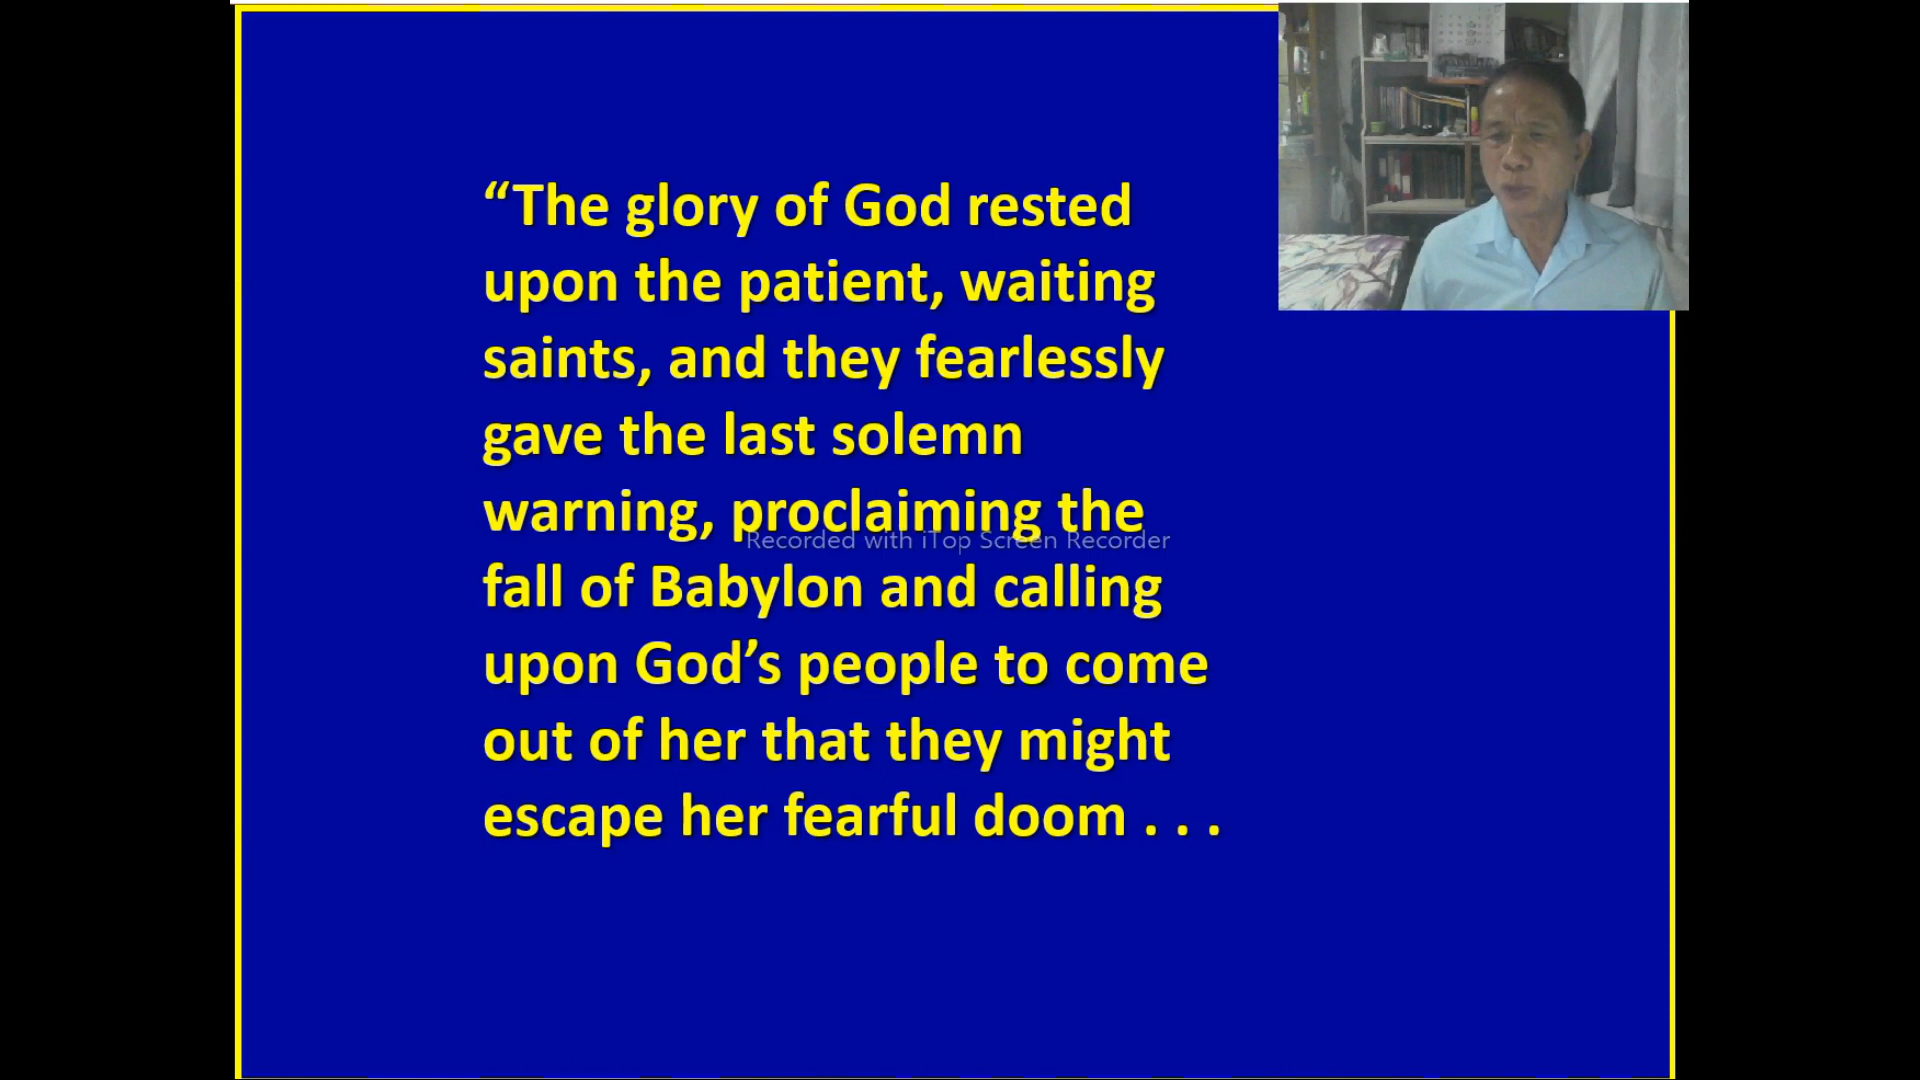 “The glory of God rested
upon the patient, waiting
saints, and they fearlessly
gave the last solemn
warning, proclaiming the
Recorded with iTop Screen Recorder
fall of Babylon and calling
upon God’s people to come
out of her that they might
escape her fearful doom . . .